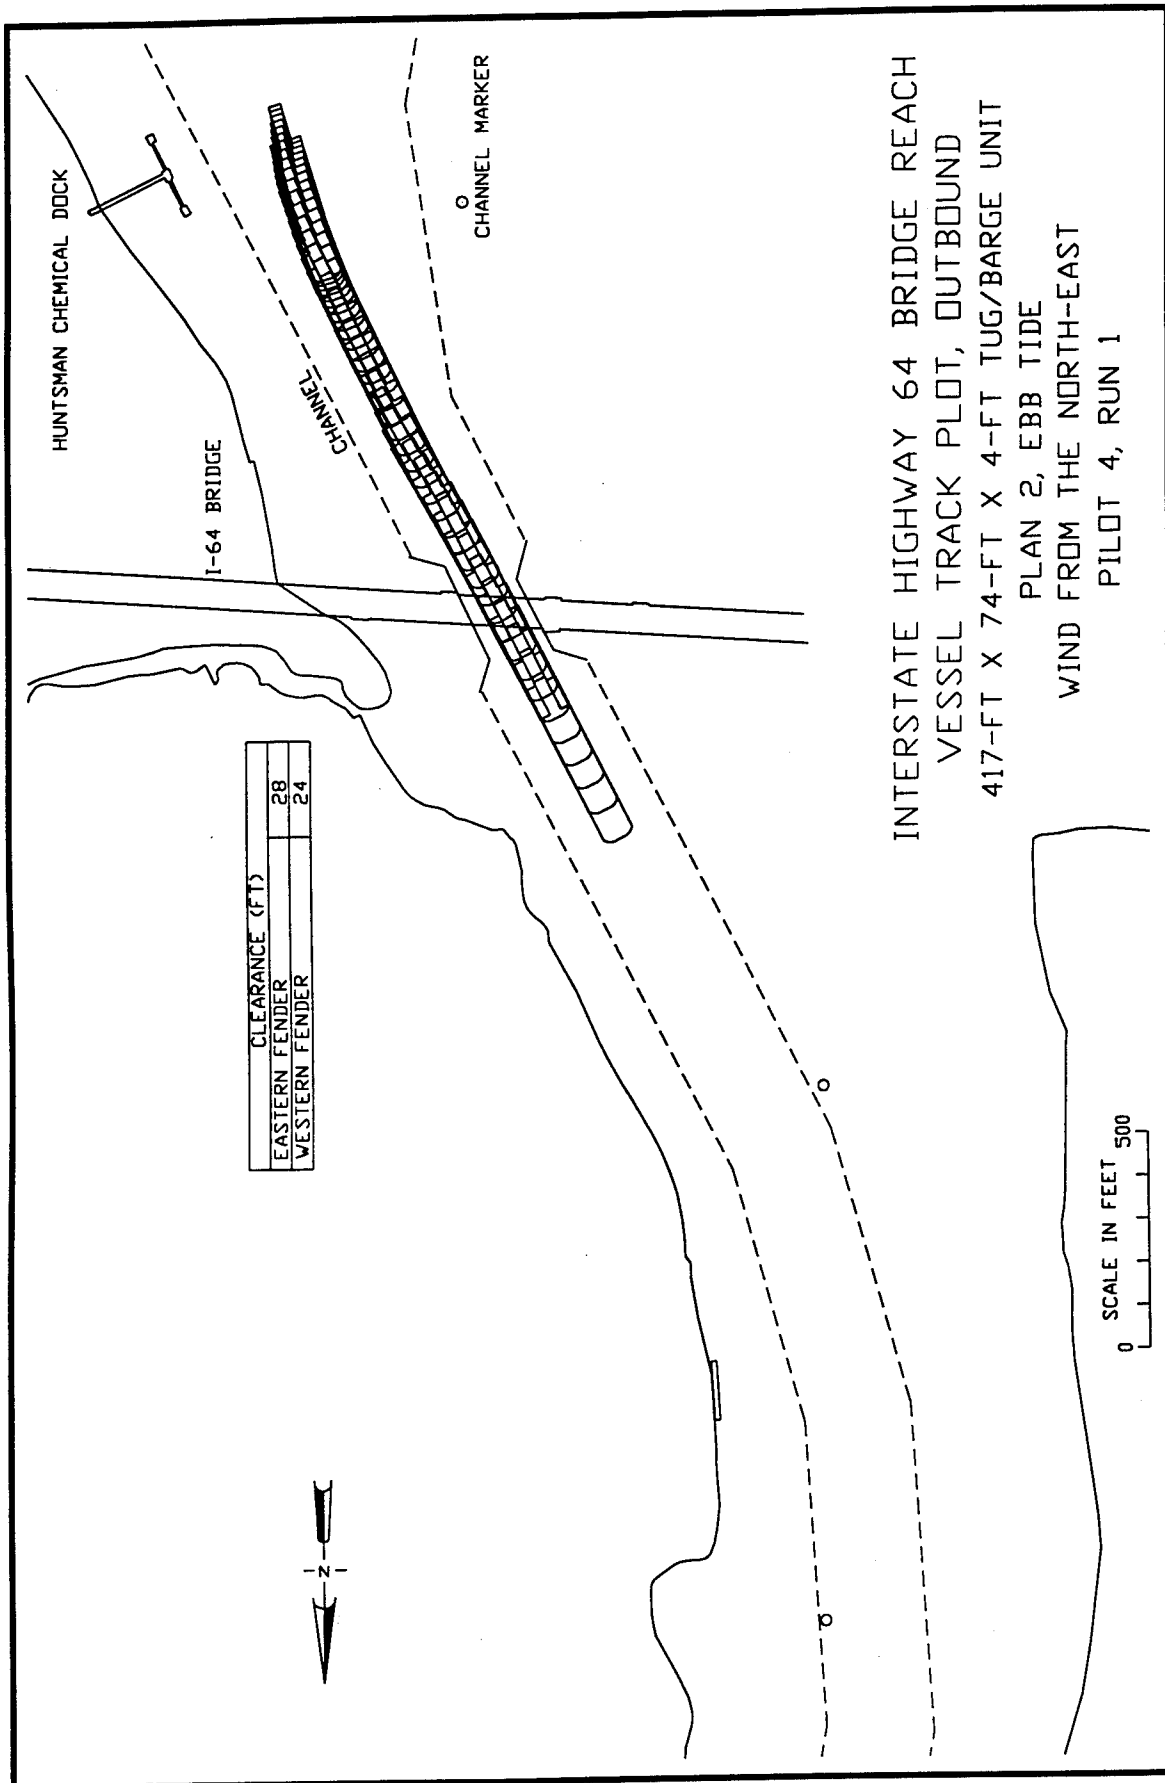 HUNTSMAN CHEMICAL DOCK
I-64 BRIDGE
CHANNEL
CHANNEL MARKER
CLEARANCE (FT)
EASTERN FENDER 28
WESTERN FENDER 24
-N-
INTERSTATE HIGHWAY 64 BRIDGE REACH
VESSEL TRACK PLOT, OUTBOUND
417-FT X 74-FT X 4-FT TUG/BARGE UNIT
PLAN 2, EBB TIDE
WIND FROM THE NORTH-EAST
PILOT 4, RUN 1
SCALE IN FEET
0 500